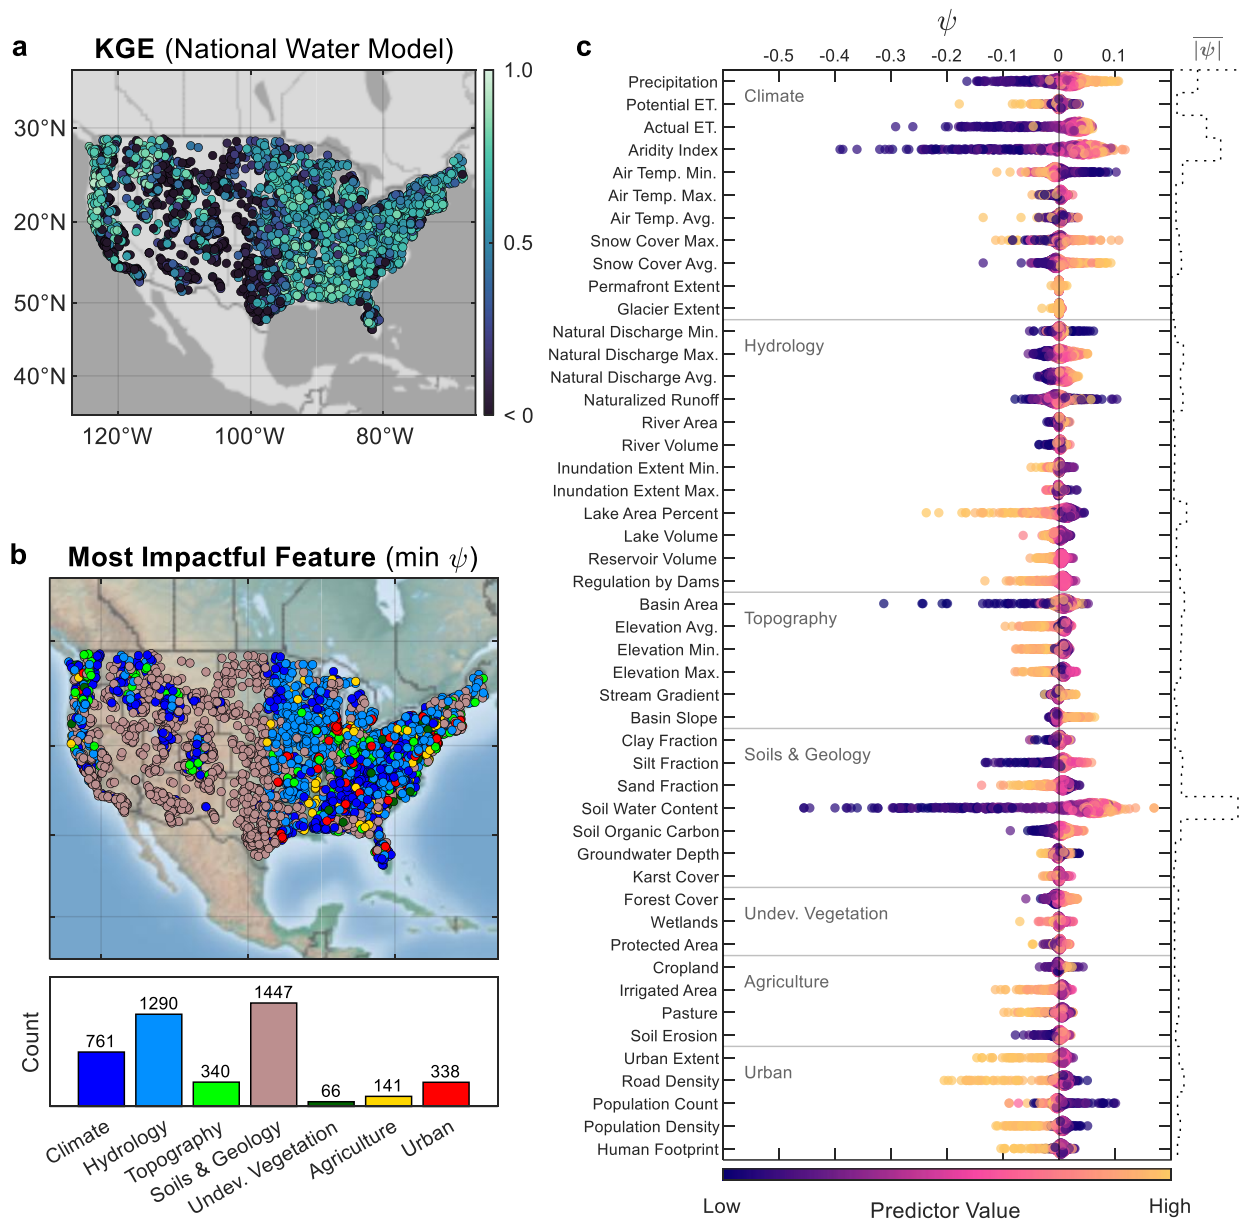 a
KGE (National Water Model)
1.0
0.5
< 0
30°N
20°N
50°N
40°N
120°W
100°W
80°W
b
Most Impactful Feature (min ψ)
Count
761
1290
340
1447
66
141
338
Climate
Hydrology
Topography
Soils & Geology
Undev. Vegetation
Agriculture
Urban
c
ψ
|ψ|
-0.5
-0.3
-0.1
0
0.1
Climate
Precipitation
Potential ET.
Actual ET.
Aridity Index
Air Temp. Min.
Air Temp. Max.
Air Temp. Avg.
Snow Cover Max.
Snow Cover Avg.
Permafront Extent
Glacier Extent
Hydrology
Natural Discharge Min.
Natural Discharge Max.
Natural Discharge Avg.
Naturalized Runoff
River Area
River Volume
Inundation Extent Min.
Inundation Extent Max.
Lake Area Percent
Lake Volume
Reservoir Volume
Regulation by Dams
Topography
Basin Area
Elevation Avg.
Elevation Min.
Elevation Max.
Stream Gradient
Basin Slope
Soils & Geology
Clay Fraction
Silt Fraction
Sand Fraction
Soil Water Content
Soil Organic Carbon
Groundwater Depth
Karst Cover
Undev. Vegetation
Forest Cover
Wetlands
Protected Area
Agriculture
Cropland
Irrigated Area
Pasture
Soil Erosion
Urban
Urban Extent
Road Density
Population Count
Population Density
Human Footprint
Low
Predictor Value
High